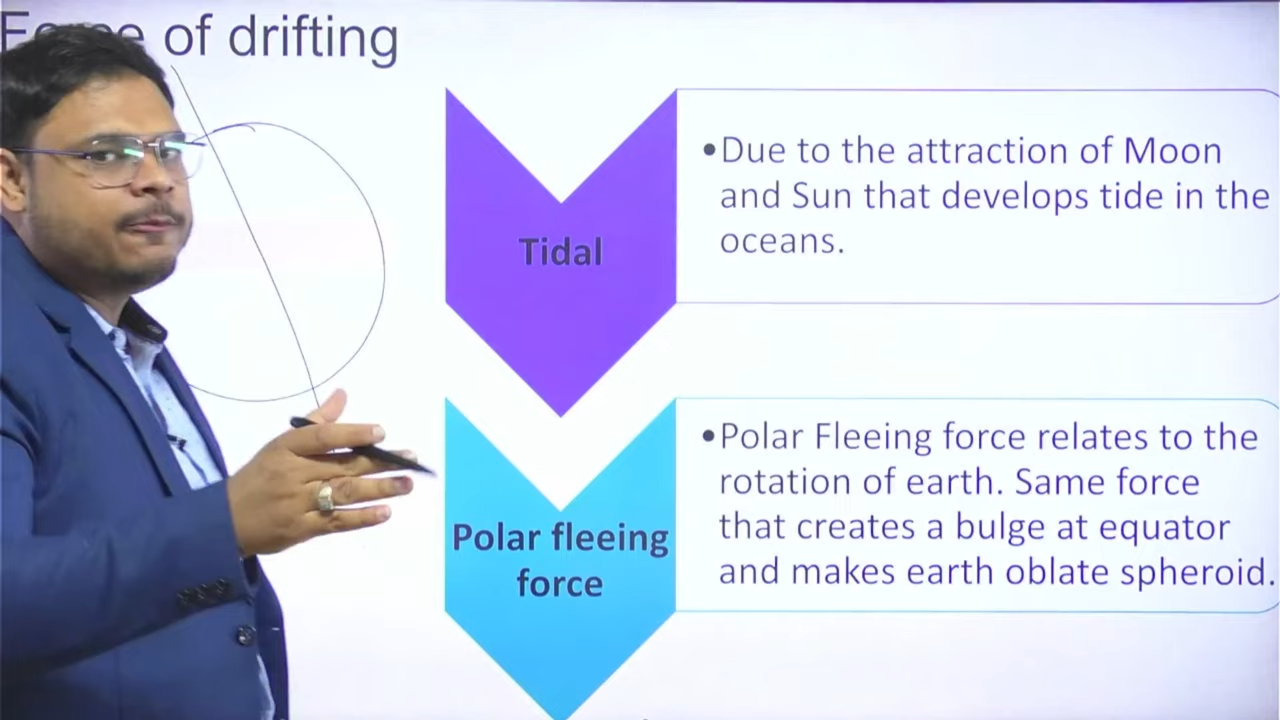 Force of drifting
•Due to the attraction of Moon
and Sun that develops tide in the
oceans.
Tidal
•Polar Fleeing force relates to the
rotation of earth. Same force
that creates a bulge at equator
and makes earth oblate spheroid.
Polar fleeing
force